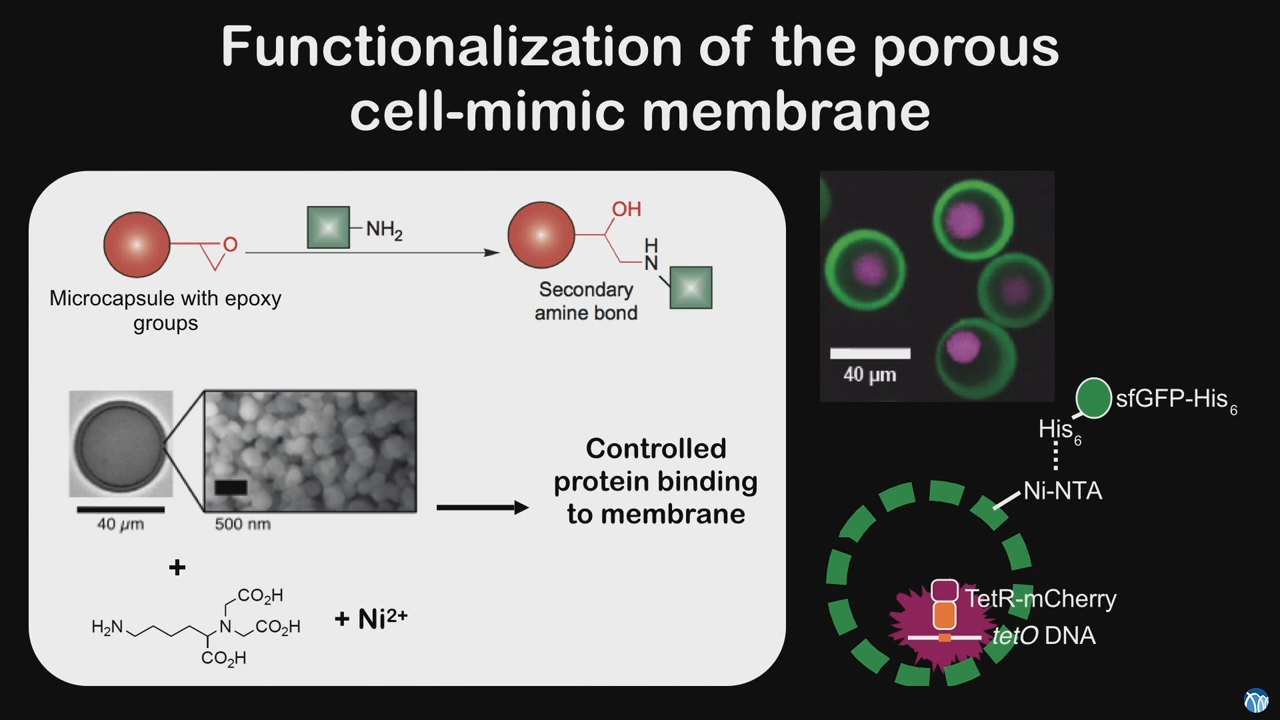 Functionalization of the porous
cell-mimic membrane
O
NH₂
OH
H
N
Microcapsule with epoxy
groups
Secondary
amine bond
40 µm
500 nm
Controlled
protein binding
to membrane
+
CO₂H
H₂N
N
CO₂H
CO₂H
+ Ni²⁺
40 µm
sfGFP-His₆
His₆
Ni-NTA
TetR-mCherry
tetO DNA